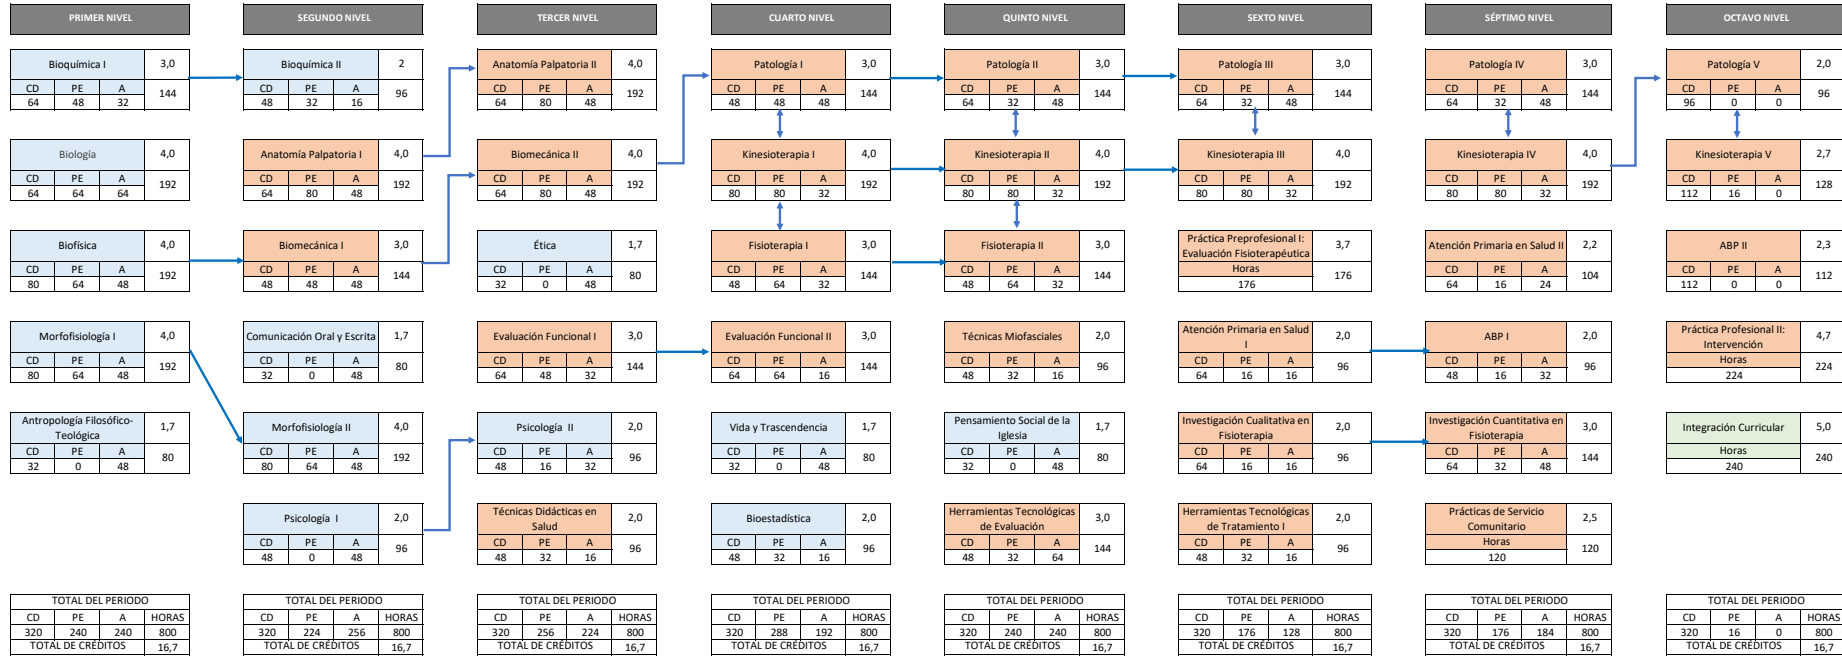 PRIMER NIVEL
Bioquímica I 3,0
CD PE A 144
64 48 32
Biología 4,0
CD PE A 192
64 64 64
Biofísica 4,0
CD PE A 192
80 64 48
Morfofisiología I 4,0
CD PE A 192
80 64 48
Antropología Filosófico-
Teológica 1,7
CD PE A 80
32 0 48
TOTAL DEL PERIODO
CD PE A HORAS
320 240 240 800
TOTAL DE CRÉDITOS 16,7
SEGUNDO NIVEL
Bioquímica II 2
CD PE A 96
48 32 16
Anatomía Palpatoria I 4,0
CD PE A 192
64 80 48
Biomecánica I 3,0
CD PE A 144
48 48 48
Comunicación Oral y Escrita 1,7
CD PE A 80
32 0 48
Morfofisiología II 4,0
CD PE A 192
80 64 48
Psicología I 2,0
CD PE A 96
48 0 48
TOTAL DEL PERIODO
CD PE A HORAS
320 224 256 800
TOTAL DE CRÉDITOS 16,7
TERCER NIVEL
Anatomía Palpatoria II 4,0
CD PE A 192
64 80 48
Biomecánica II 4,0
CD PE A 192
64 80 48
Ética 1,7
CD PE A 80
32 0 48
Evaluación Funcional I 3,0
CD PE A 144
64 48 32
Psicología II 2,0
CD PE A 96
48 16 32
Técnicas Didácticas en
Salud 2,0
CD PE A 96
48 32 16
TOTAL DEL PERIODO
CD PE A HORAS
320 256 224 800
TOTAL DE CRÉDITOS 16,7
CUARTO NIVEL
Patología I 3,0
CD PE A 144
48 48 48
Kinesioterapia I 4,0
CD PE A 192
80 80 32
Fisioterapia I 3,0
CD PE A 144
48 64 32
Evaluación Funcional II 3,0
CD PE A 144
64 64 16
Vida y Trascendencia 1,7
CD PE A 80
32 0 48
Bioestadística 2,0
CD PE A 96
48 32 16
TOTAL DEL PERIODO
CD PE A HORAS
320 288 192 800
TOTAL DE CRÉDITOS 16,7
QUINTO NIVEL
Patología II 3,0
CD PE A 144
64 32 48
Kinesioterapia II 4,0
CD PE A 192
80 80 32
Fisioterapia II 3,0
CD PE A 144
48 64 32
Técnicas Miofasciales 2,0
CD PE A 96
48 32 16
Pensamiento Social de la
Iglesia 1,7
CD PE A 80
32 0 48
Herramientas Tecnológicas
de Evaluación 3,0
CD PE A 144
48 32 64
TOTAL DEL PERIODO
CD PE A HORAS
320 240 240 800
TOTAL DE CRÉDITOS 16,7
SEXTO NIVEL
Patología III 3,0
CD PE A 144
64 32 48
Kinesioterapia III 4,0
CD PE A 192
80 80 32
Práctica Preprofesional I:
Evaluación Fisioterapéutica 3,7
Horas 176
176
Atención Primaria en Salud
I 2,0
CD PE A 96
64 16 16
Investigación Cualitativa en
Fisioterapia 2,0
CD PE A 96
64 16 16
Herramientas Tecnológicas
de Tratamiento I 2,0
CD PE A 96
48 32 16
TOTAL DEL PERIODO
CD PE A HORAS
320 176 128 800
TOTAL DE CRÉDITOS 16,7
SÉPTIMO NIVEL
Patología IV 3,0
CD PE A 144
64 32 48
Kinesioterapia IV 4,0
CD PE A 192
80 80 32
Atención Primaria en Salud II 2,2
CD PE A 104
64 16 24
ABP I 2,0
CD PE A 96
48 16 32
Investigación Cuantitativa en
Fisioterapia 3,0
CD PE A 144
64 32 48
Prácticas de Servicio
Comunitario 2,5
Horas 120
120
TOTAL DEL PERIODO
CD PE A HORAS
320 176 184 800
TOTAL DE CRÉDITOS 16,7
OCTAVO NIVEL
Patología V 2,0
CD PE A 96
96 0 0
Kinesioterapia V 2,7
CD PE A 128
112 16 0
ABP II 2,3
CD PE A 112
112 0 0
Práctica Profesional II:
Intervención 4,7
Horas 224
224
Integración Curricular 5,0
Horas 240
240
TOTAL DEL PERIODO
CD PE A HORAS
320 16 0 800
TOTAL DE CRÉDITOS 16,7